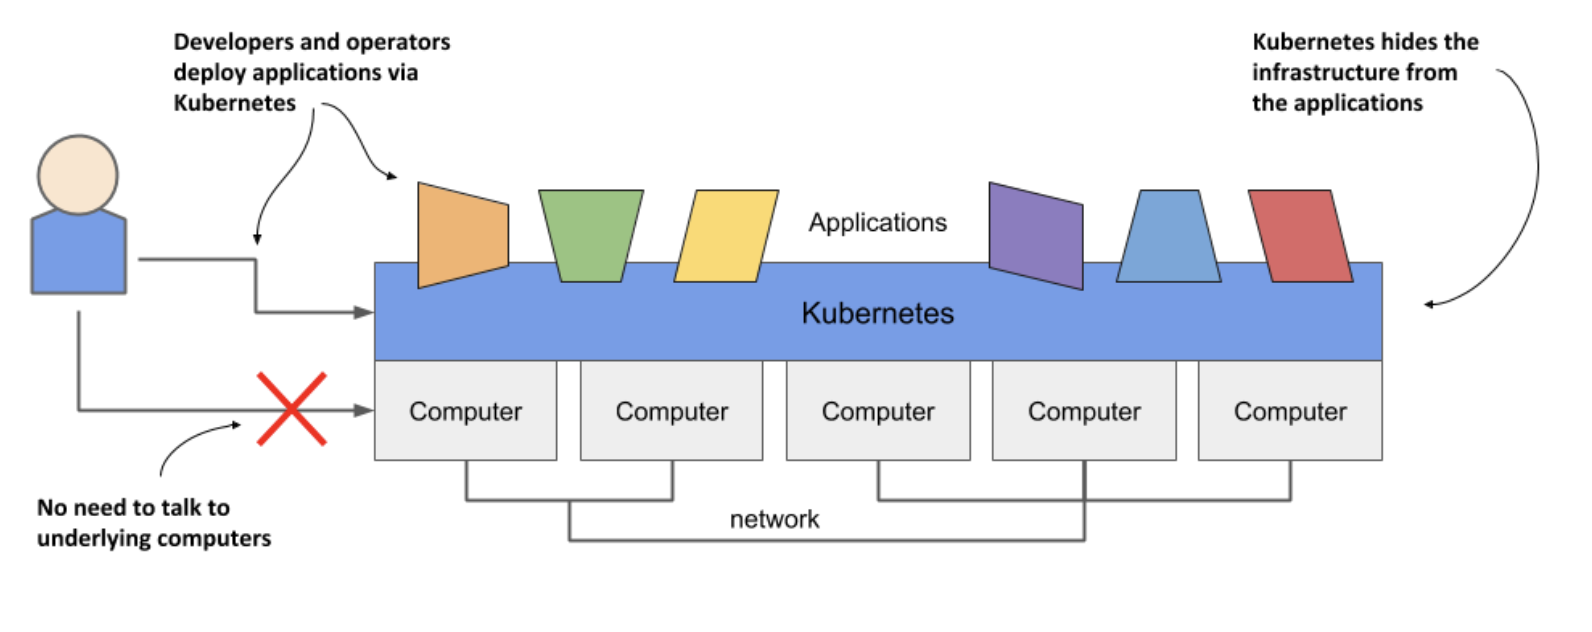 Developers and operators
deploy applications via
Kubernetes
Kubernetes hides the
infrastructure from
the applications
Applications
Kubernetes
Computer
Computer
Computer
Computer
Computer
network
No need to talk to
underlying computers